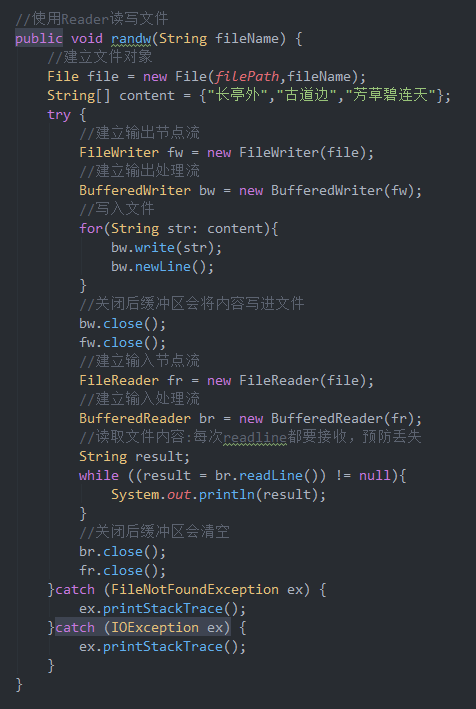 //使用Reader读写文件
public void randw(String fileName) {
//建立文件对象
File file = new File(filePath,fileName);
String[] content = {"长亭外","古道边","芳草碧连天"};
try {
//建立输出节点流
FileWriter fw = new FileWriter(file);
//建立输出处理流
BufferedWriter bw = new BufferedWriter(fw);
//写入文件
for(String str: content){
bw.write(str);
bw.newLine();
}
//关闭后缓冲区会将内容写进文件
bw.close();
fw.close();
//建立输入节点流
FileReader fr = new FileReader(file);
//建立输入处理流
BufferedReader br = new BufferedReader(fr);
//读取文件内容:每次readline都要接收，预防丢失
String result;
while ((result = br.readLine()) != null){
System.out.println(result);
}
//关闭后缓冲区会清空
br.close();
fr.close();
}catch (FileNotFoundException ex) {
ex.printStackTrace();
}catch (IOException ex) {
ex.printStackTrace();
}
}